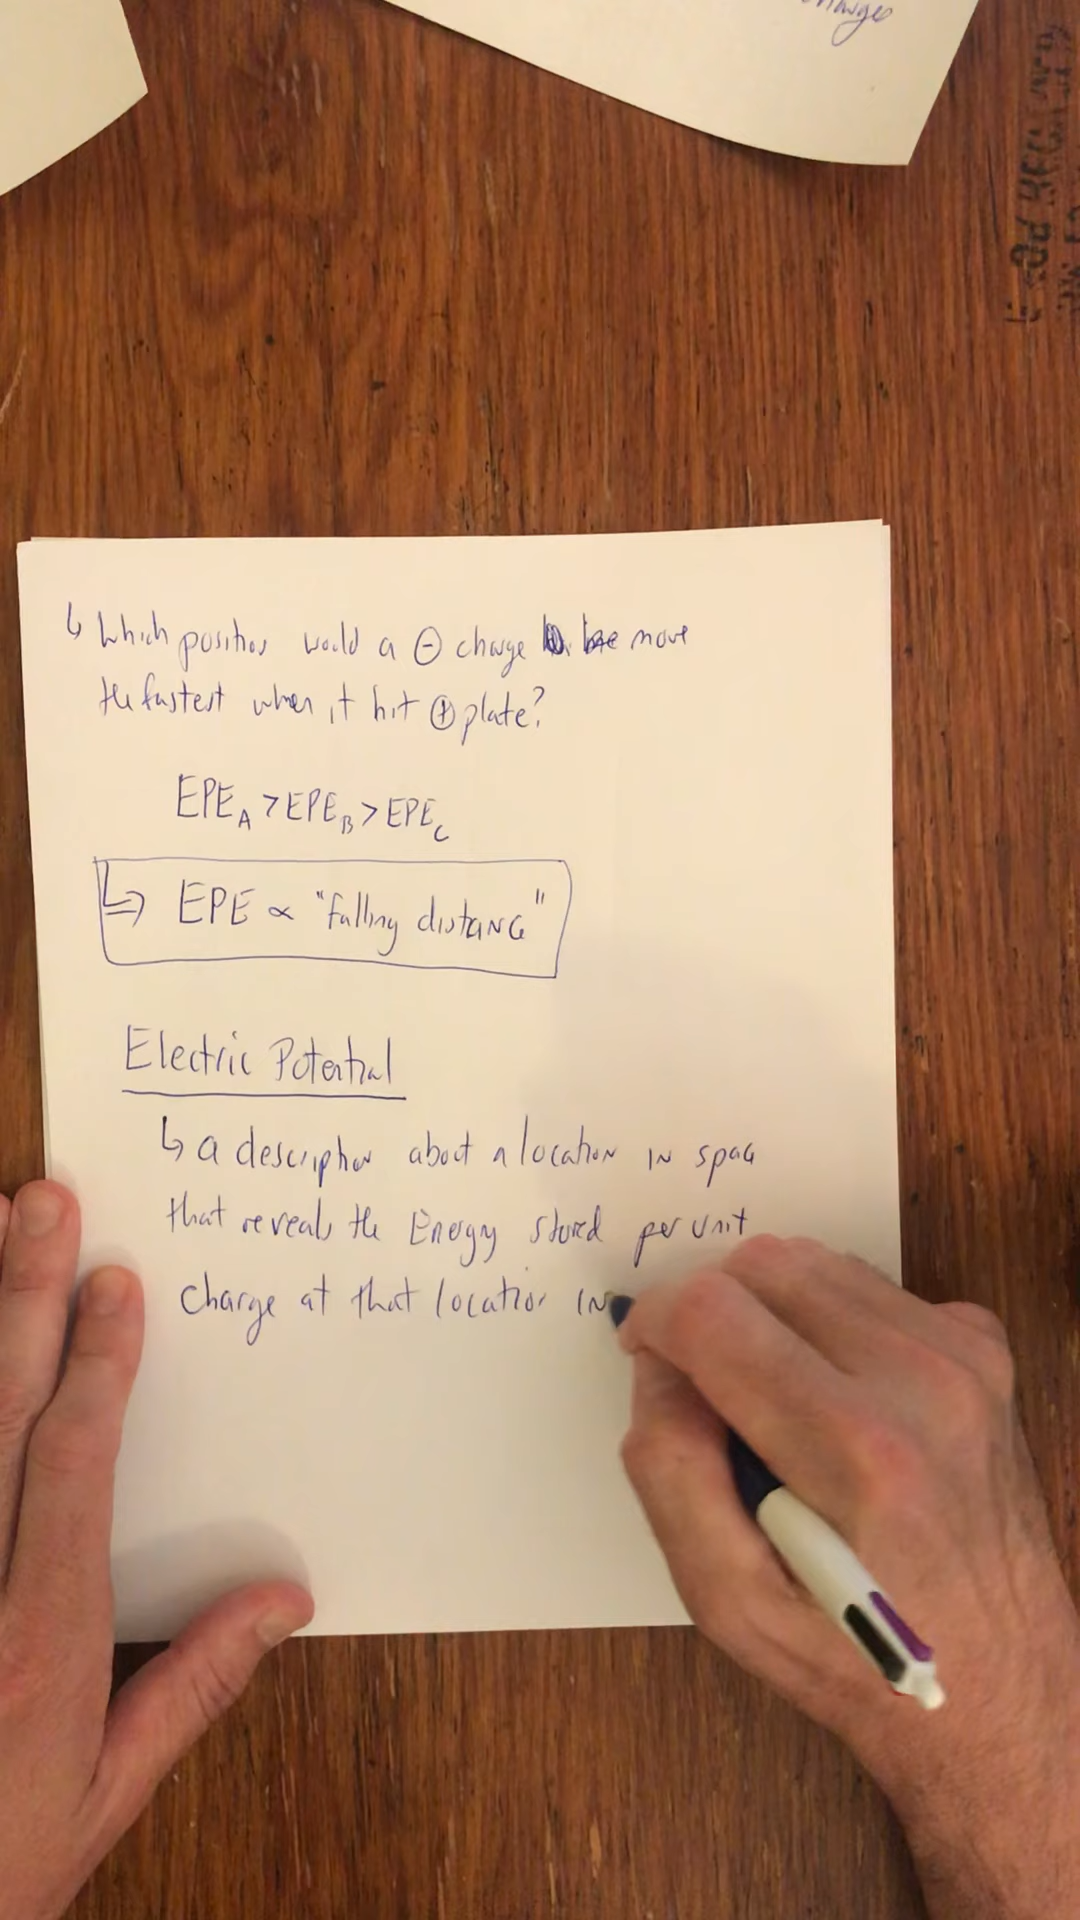 charge
↳ Which position would a ⊖ charge move
the fastest when it hit ⊕ plate?
EPE_A > EPE_B > EPE_C
↳ EPE ∝ "falling distance"
Electric Potential
↳ a description about a location in space
that reveals the Energy stored per unit
charge at that location in